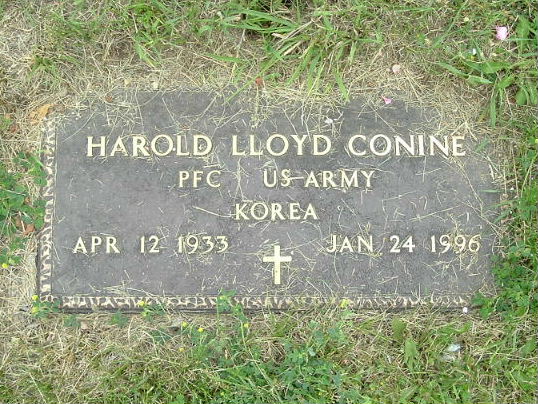 HAROLD LLOYD CONINE
PFC US ARMY
KOREA
APR 12 1933 JAN 24 1996